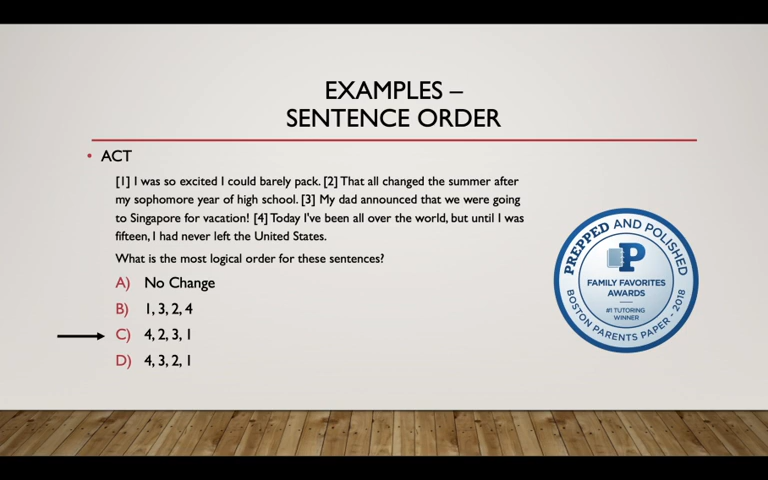 EXAMPLES –
SENTENCE ORDER
• ACT
[1] I was so excited I could barely pack. [2] That all changed the summer after
my sophomore year of high school. [3] My dad announced that we were going
to Singapore for vacation! [4] Today I've been all over the world, but until I was
fifteen, I had never left the United States.
What is the most logical order for these sentences?
A) No Change
B) 1, 3, 2, 4
C) 4, 2, 3, 1
D) 4, 3, 2, 1
PREPPED AND POLISHED
P
FAMILY FAVORITES
AWARDS
#1 TUTORING
WINNER
BOSTON PARENTS PAPER - 2018